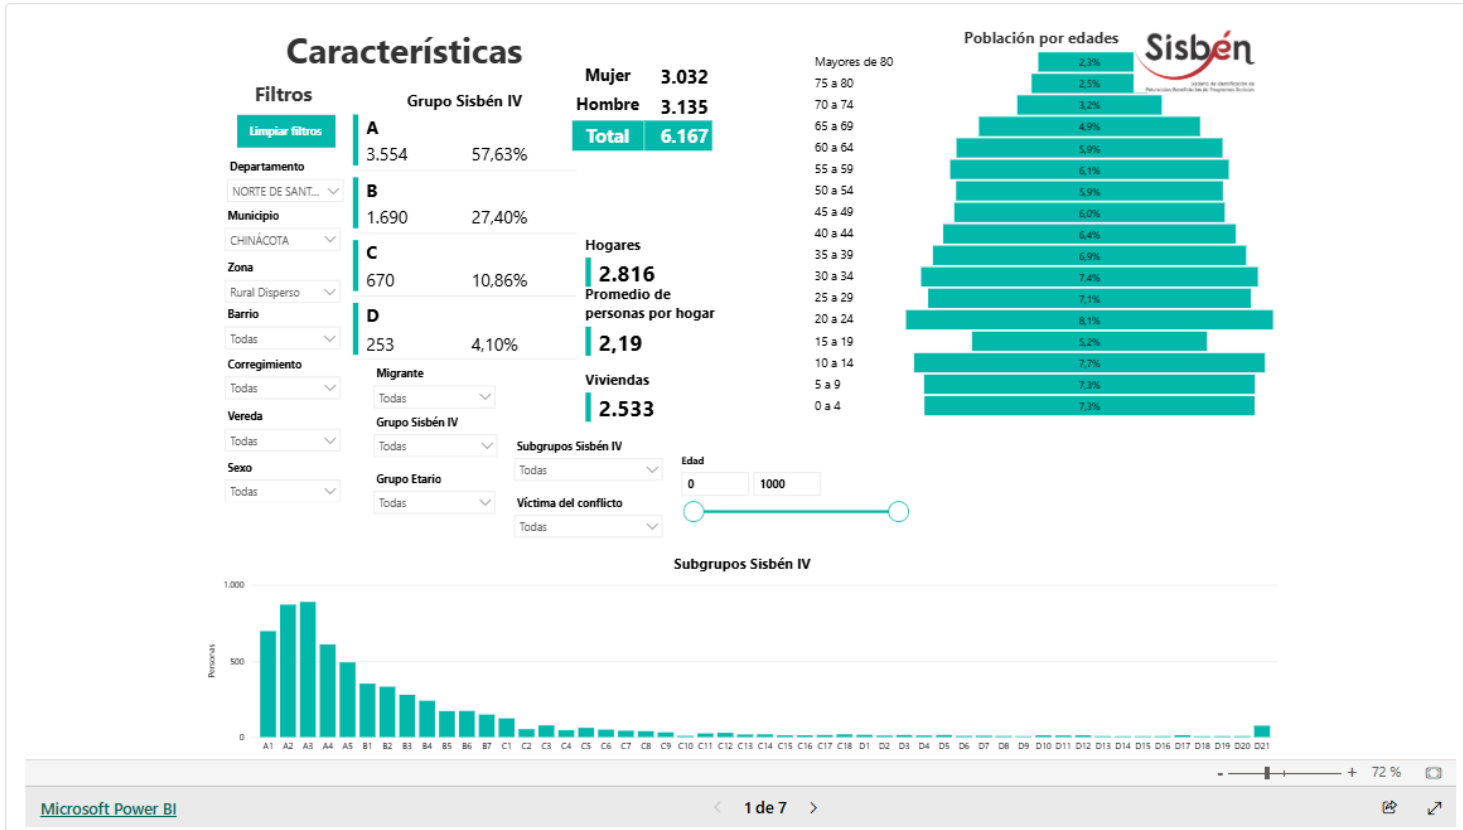 Características
Filtros
Limpiar filtros
Departamento
NORTE DE SANT...
Municipio
CHINÁCOTA
Zona
Rural Disperso
Barrio
Todas
Corregimiento
Todas
Vereda
Todas
Sexo
Todas
Grupo Sisbén IV
A
3.554 57,63%
B
1.690 27,40%
C
670 10,86%
D
253 4,10%
Migrante
Todas
Grupo Sisbén IV
Todas
Grupo Etario
Todas
Mujer 3.032
Hombre 3.135
Total 6.167
Hogares
2.816
Promedio de
personas por hogar
2,19
Viviendas
2.533
Subgrupos Sisbén IV
Todas
Víctima del conflicto
Todas
Edad
0 1000
Población por edades
Sisbén
Mayores de 80 2,3%
75 a 80 2,5%
70 a 74 3,2%
65 a 69 4,9%
60 a 64 5,9%
55 a 59 6,1%
50 a 54 5,9%
45 a 49 6,0%
40 a 44 6,4%
35 a 39 6,9%
30 a 34 7,4%
25 a 29 7,1%
20 a 24 8,1%
15 a 19 5,2%
10 a 14 7,7%
5 a 9 7,3%
0 a 4 7,3%
Subgrupos Sisbén IV
Personas
1.000
500
0
A1 A2 A3 A4 A5 B1 B2 B3 B4 B5 B6 B7 C1 C2 C3 C4 C5 C6 C7 C8 C9 C10 C11 C12 C13 C14 C15 C16 C17 C18 D1 D2 D3 D4 D5 D6 D7 D8 D9 D10 D11 D12 D13 D14 D15 D16 D17 D18 D19 D20 D21
- + 72 %
Microsoft Power BI
< 1 de 7 >